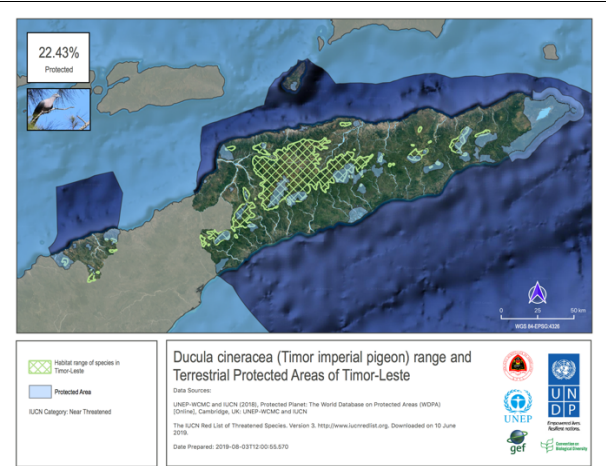 22.43%
Protected
0 25 50 km
WGS 84-EPSG:4326
Habitat range of species in
Timor-Leste
Protected Area
IUCN Category: Near Threatened
Ducula cineracea (Timor imperial pigeon) range and
Terrestrial Protected Areas of Timor-Leste
Data Sources:
UNEP-WCMC and IUCN (2018), Protected Planet: The World Database on Protected Areas (WDPA)
[Online], Cambridge, UK: UNEP-WCMC and IUCN
The IUCN Red List of Threatened Species. Version 3. http://www.iucnredlist.org. Downloaded on 10 June
2019.
Date Prepared: 2019-08-03T12:00:55.570
UNEP
gef
U N
D P
Empowered lives.
Resilient nations.
Convention on
Biological Diversity